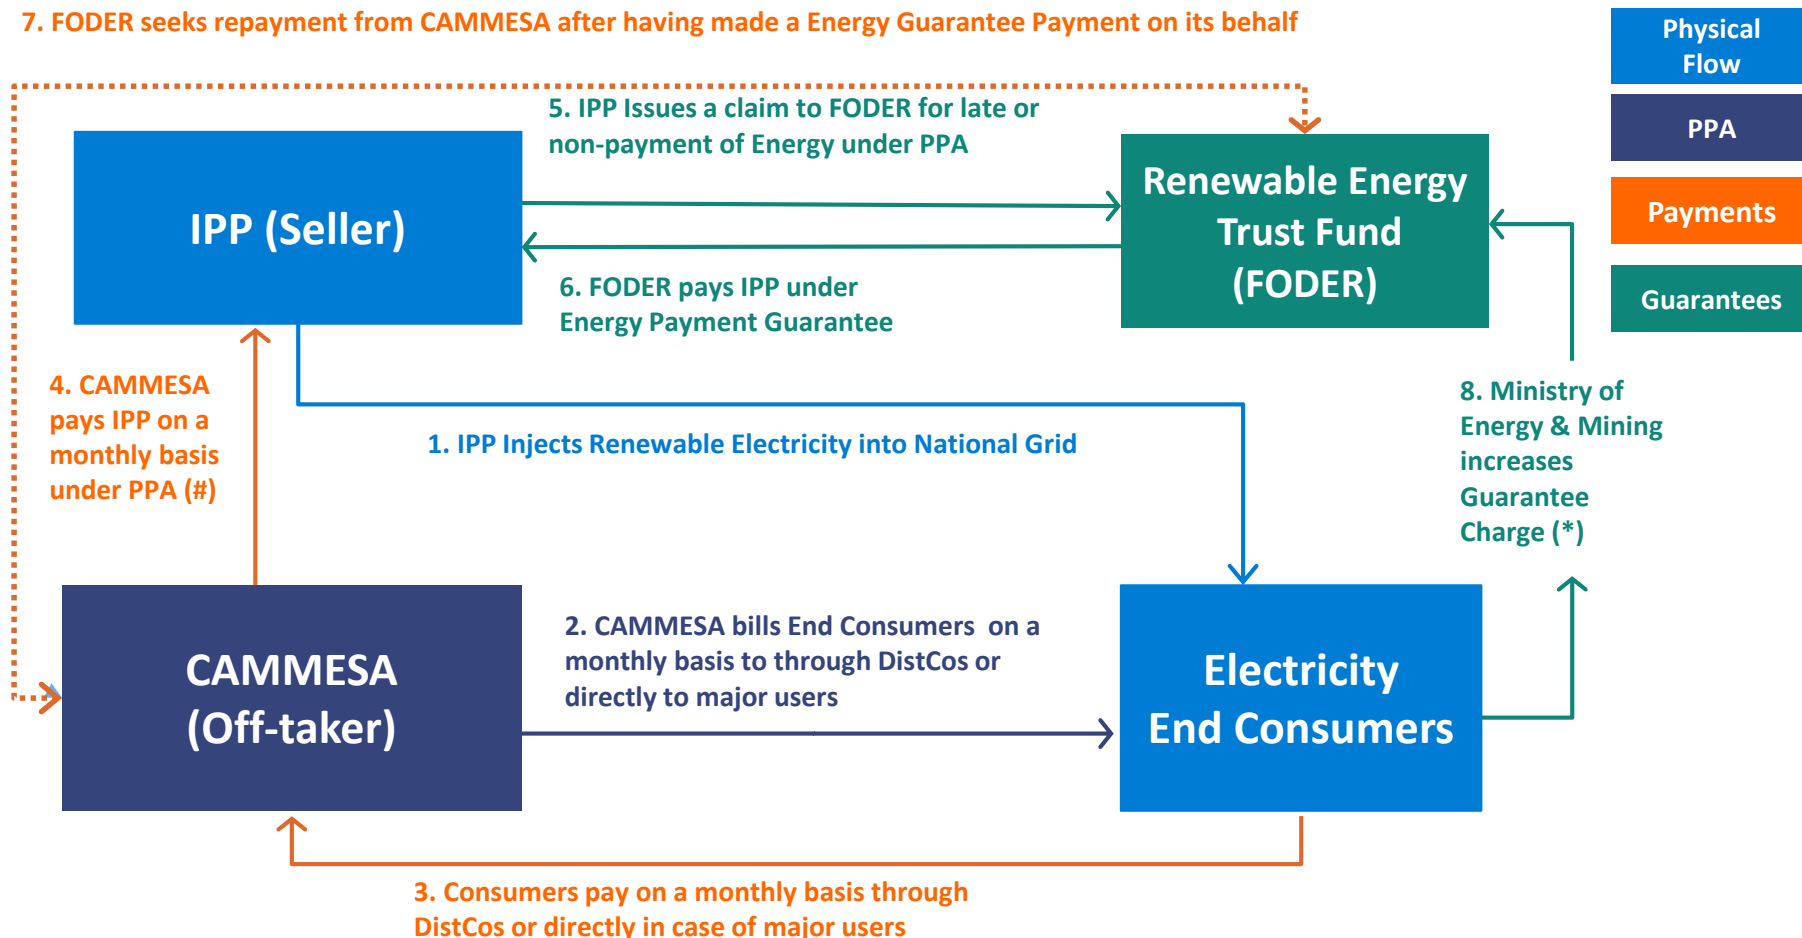 7. FODER seeks repayment from CAMMESA after having made a Energy Guarantee Payment on its behalf
Physical
Flow
PPA
Payments
Guarantees
5. IPP Issues a claim to FODER for late or
non-payment of Energy under PPA
IPP (Seller)
Renewable Energy
Trust Fund
(FODER)
6. FODER pays IPP under
Energy Payment Guarantee
4. CAMMESA
pays IPP on a
monthly basis
under PPA (#)
1. IPP Injects Renewable Electricity into National Grid
8. Ministry of
Energy & Mining
increases
Guarantee
Charge (*)
CAMMESA
(Off-taker)
2. CAMMESA bills End Consumers on a
monthly basis to through DistCos or
directly to major users
Electricity
End Consumers
3. Consumers pay on a monthly basis through
DistCos or directly in case of major users